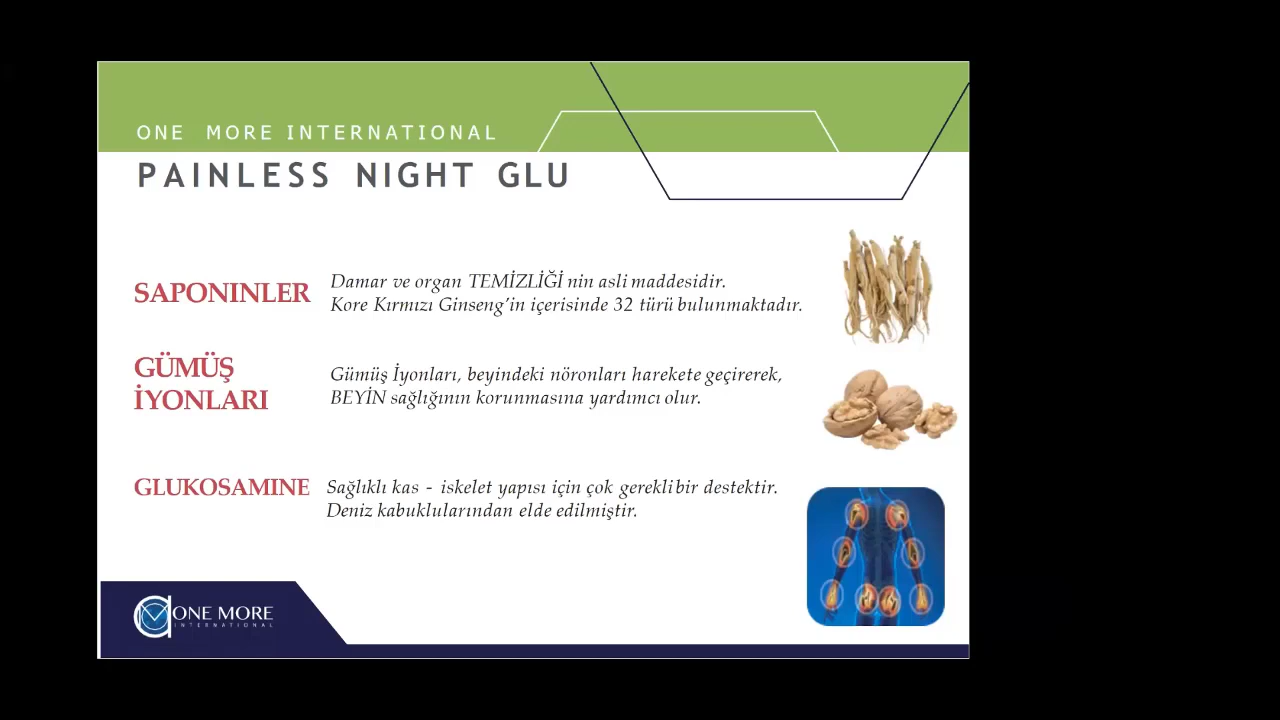 ONE MORE INTERNATIONAL
PAINLESS NIGHT GLU
SAPONINLER
Damar ve organ TEMİZLİĞİ nin asli maddesidir.
Kore Kırmızı Ginseng'in içerisinde 32 türü bulunmaktadır.
GÜMÜŞ
İYONLARI
Gümüş İyonları, beyindeki nöronları harekete geçirerek,
BEYİN sağlığının korunmasına yardımcı olur.
GLUKOSAMINE
Sağlıklı kas - iskelet yapısı için çok gerekli bir destektir.
Deniz kabuklularından elde edilmiştir.
ONE MORE
INTERNATIONAL